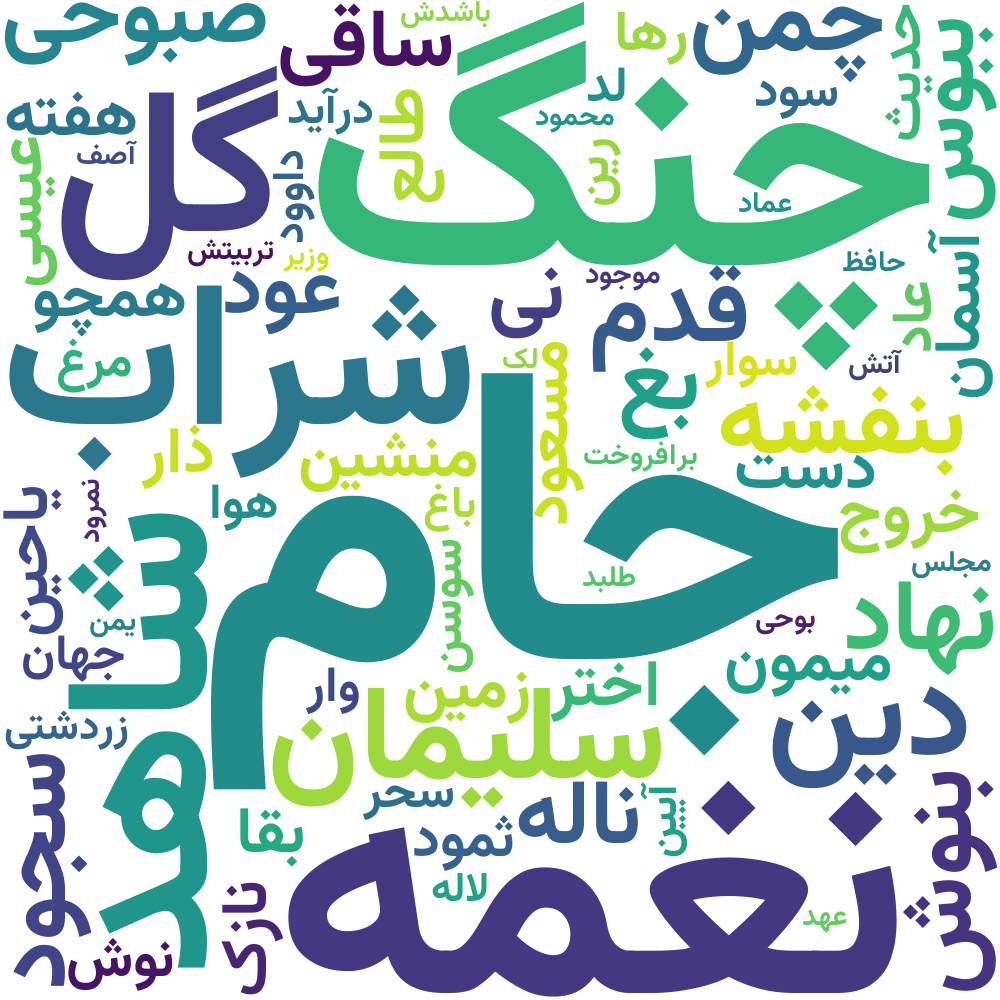 صبوحی
ساقی
باشدش
رها
چمن
حدیث
ببوس
هفته
آصف
گل
درآید
طالع
چنگ
لد
محمود
سود
عیسی
داوود
رین
عماد
تربیتش
وزیر
همچو
عود
نی
موجود
قدم
حافظ
عاد
آسمان
مرغ
شراب
لک
مسعود
بغ
سوار
آتش
بنفشه
ذار
منشین
برافروخت
دست
یاحین
نمرود
هوا
باغ
جام
خروج
شاهد
سوسن
طلبد
مجلس
یمن
بوحی
نهاد
جهان
وار
زمین
اختر
میمون
زردشتی
سلیمان
دین
سجود
سحر
ناله
آیین
بنوش
بقا
ثمود
لاله
نغمه
نازک
نوش
عهد